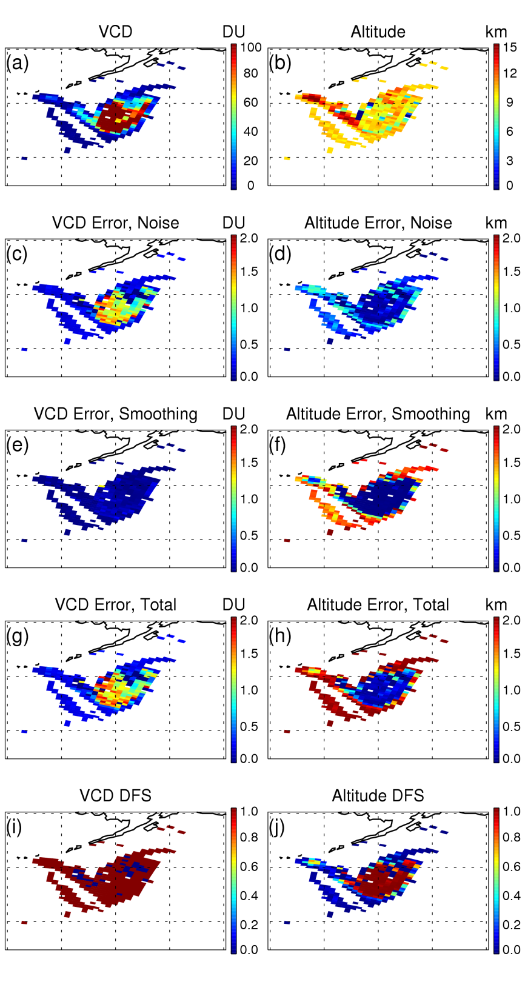 VCD DU Altitude km
(a) 100 (b) 15
80 12
60 9
40 6
20 3
0 0
VCD Error, Noise DU Altitude Error, Noise km
(c) 2.0 (d) 2.0
1.5 1.5
1.0 1.0
0.5 0.5
0.0 0.0
VCD Error, Smoothing DU Altitude Error, Smoothing km
(e) 2.0 (f) 2.0
1.5 1.5
1.0 1.0
0.5 0.5
0.0 0.0
VCD Error, Total DU Altitude Error, Total km
(g) 2.0 (h) 2.0
1.5 1.5
1.0 1.0
0.5 0.5
0.0 0.0
VCD DFS Altitude DFS
(i) 1.0 (j) 1.0
0.8 0.8
0.6 0.6
0.4 0.4
0.2 0.2
0.0 0.0